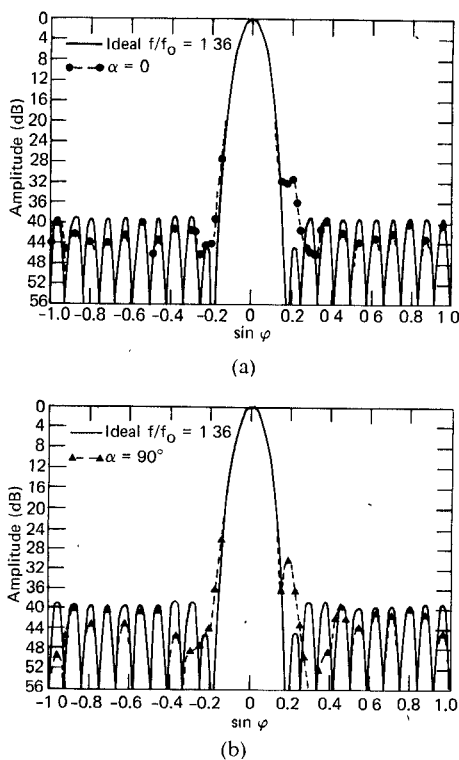 0
4
8
12
16
20
24
28
32
36
40
44
48
52
56
Amplitude (dB)
Ideal f/fo = 1 36
α = 0
-1.0 -0.8 -0.6 -0.4 -0.2 0 0.2 0 4 0.6 0.8 1 0
sin φ
(a)
0
4
8
12
16
20
24
28
32
36
40
44
48
52
56
Amplitude (dB)
Ideal f/fo = 1 36
α = 90°
-1 0 -0.8 -0.6 -0.4 -0.2 0 0.2 0.4 0.6 0.8 1.0
sin φ
(b)